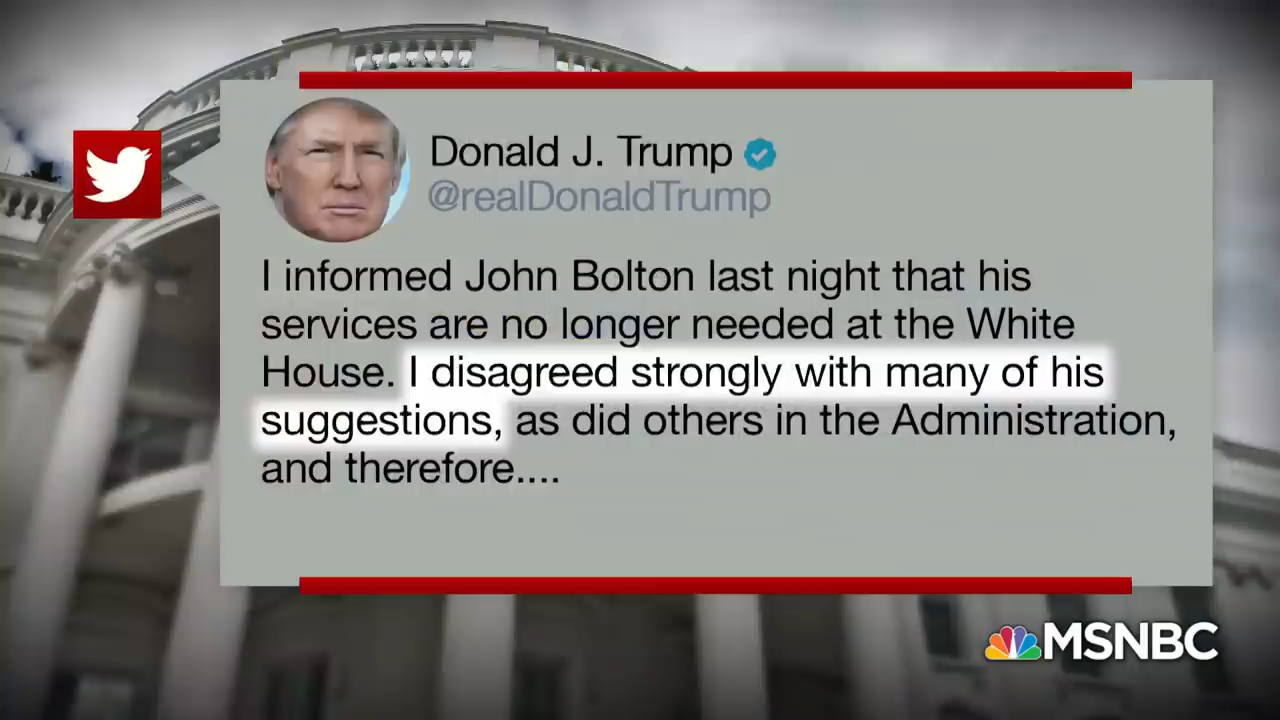 Donald J. Trump
@realDonaldTrump
I informed John Bolton last night that his
services are no longer needed at the White
House. I disagreed strongly with many of his
suggestions, as did others in the Administration,
and therefore....
MSNBC